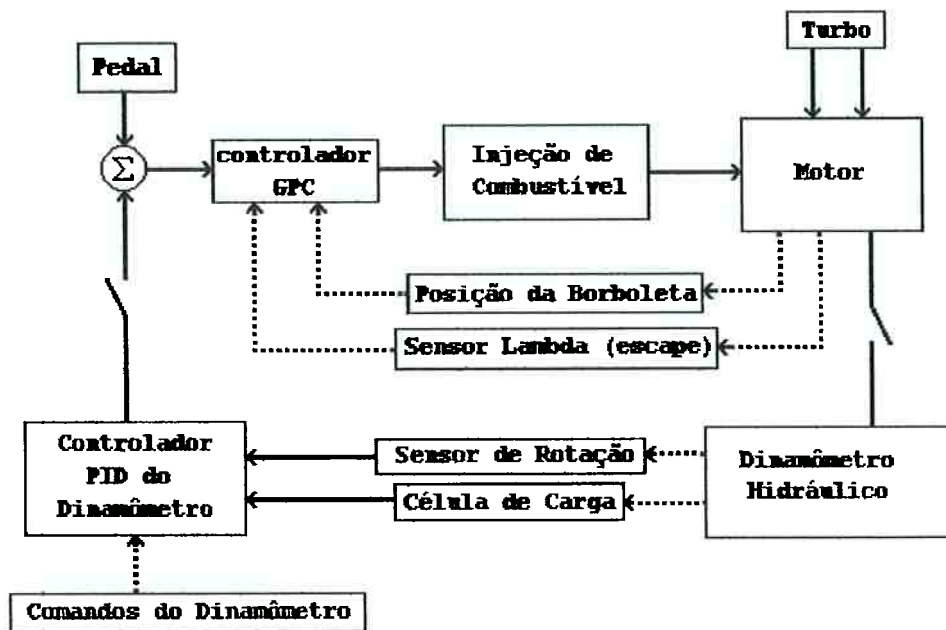 Turbo
Pedal
Σ
controlador
GPC
Injeção de
Combustível
Motor
Posição da Borboleta
Sensor Lambda (escape)
Controlador
PID do
Dinamômetro
Sensor de Rotação
Célula de Carga
Dinamômetro
Hidráulico
Comandos do Dinamômetro